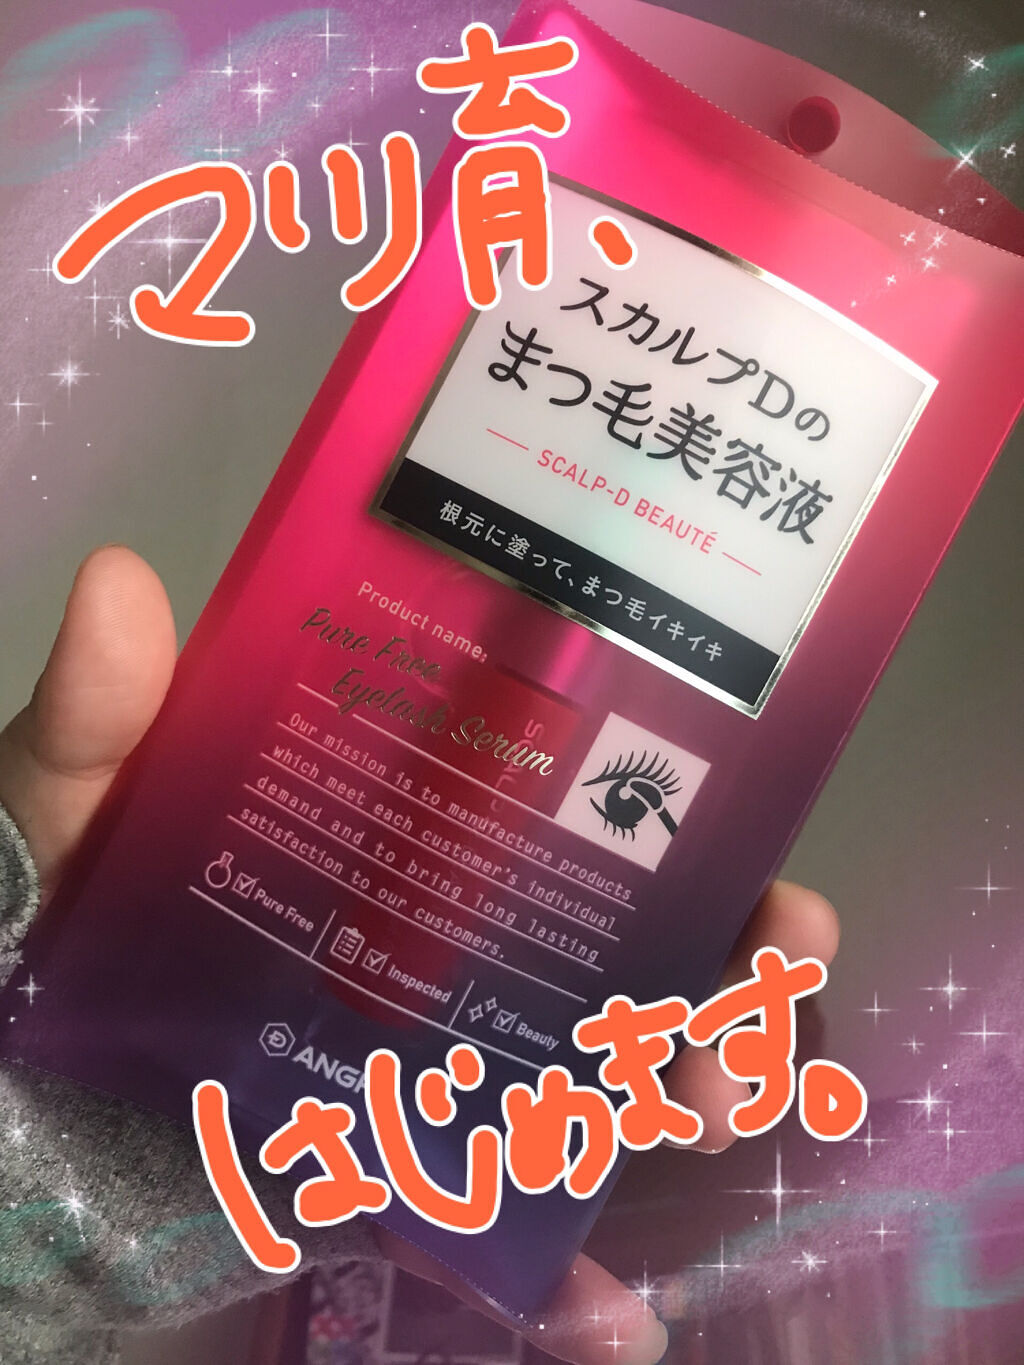 マツ育、
スカルプDの
まつ毛美容液
SCALP-D BEAUTÉ
根元に塗って、まつ毛イキイキ
Product name:
Pure Free
Eyelash Serum
Our mission is to manufacture products
which meet each customer's individual
demand and to bring long lasting
satisfaction to our customers.
Pure Free
Inspected
Beauty
はじめます。